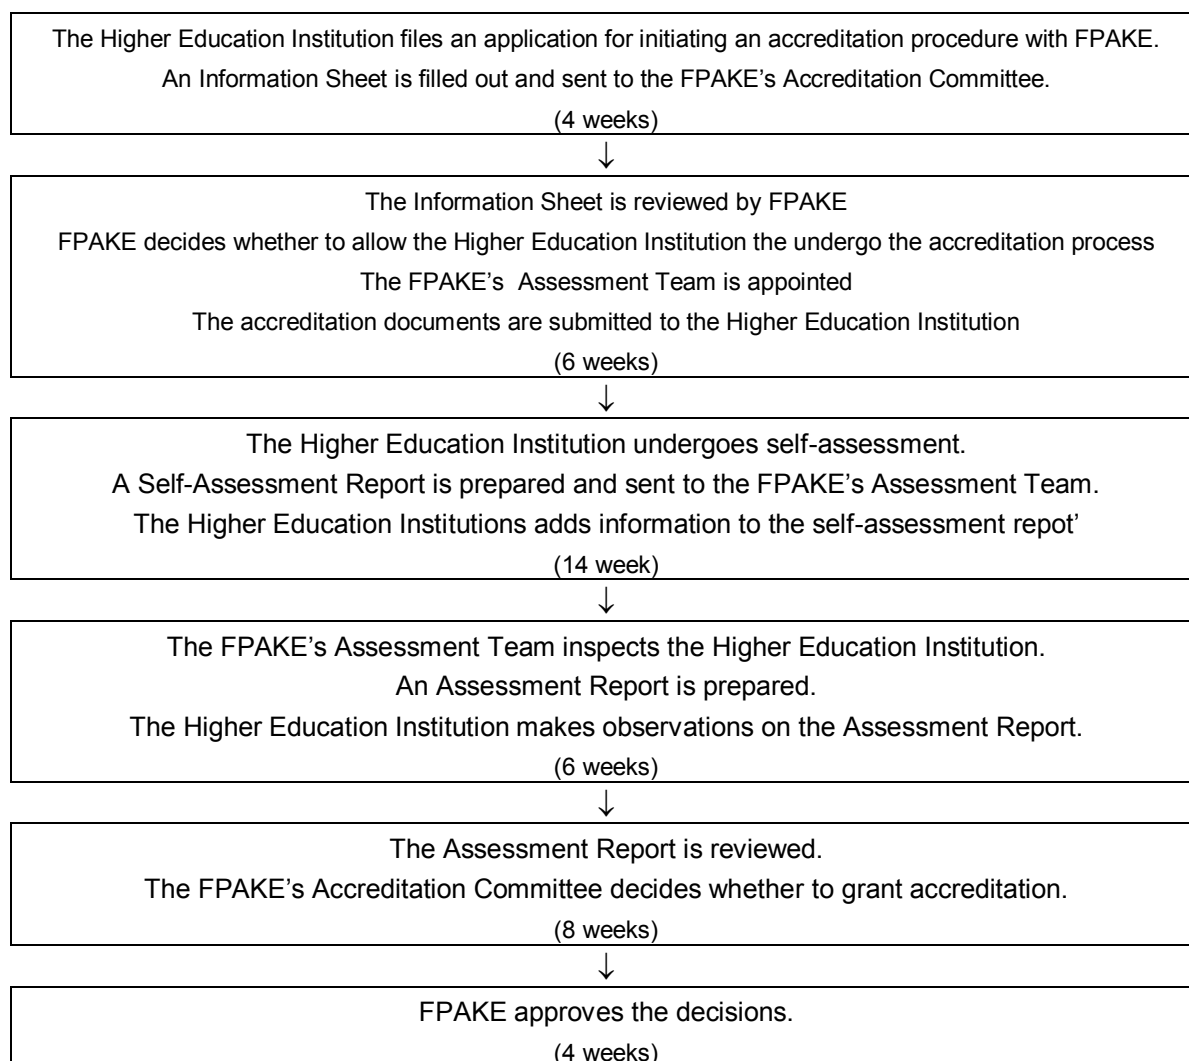 The Higher Education Institution files an application for initiating an accreditation procedure with FPAKE.
An Information Sheet is filled out and sent to the FPAKE’s Accreditation Committee.
(4 weeks)
↓
The Information Sheet is reviewed by FPAKE
FPAKE decides whether to allow the Higher Education Institution the undergo the accreditation process
The FPAKE’s Assessment Team is appointed
The accreditation documents are submitted to the Higher Education Institution
(6 weeks)
↓
The Higher Education Institution undergoes self-assessment.
A Self-Assessment Report is prepared and sent to the FPAKE’s Assessment Team.
The Higher Education Institutions adds information to the self-assessment repot’
(14 week)
↓
The FPAKE’s Assessment Team inspects the Higher Education Institution.
An Assessment Report is prepared.
The Higher Education Institution makes observations on the Assessment Report.
(6 weeks)
↓
The Assessment Report is reviewed.
The FPAKE’s Accreditation Committee decides whether to grant accreditation.
(8 weeks)
↓
FPAKE approves the decisions.
(4 weeks)